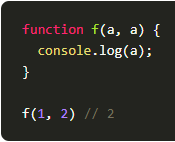 function f(a, a) {
  console.log(a);
}

f(1, 2) // 2